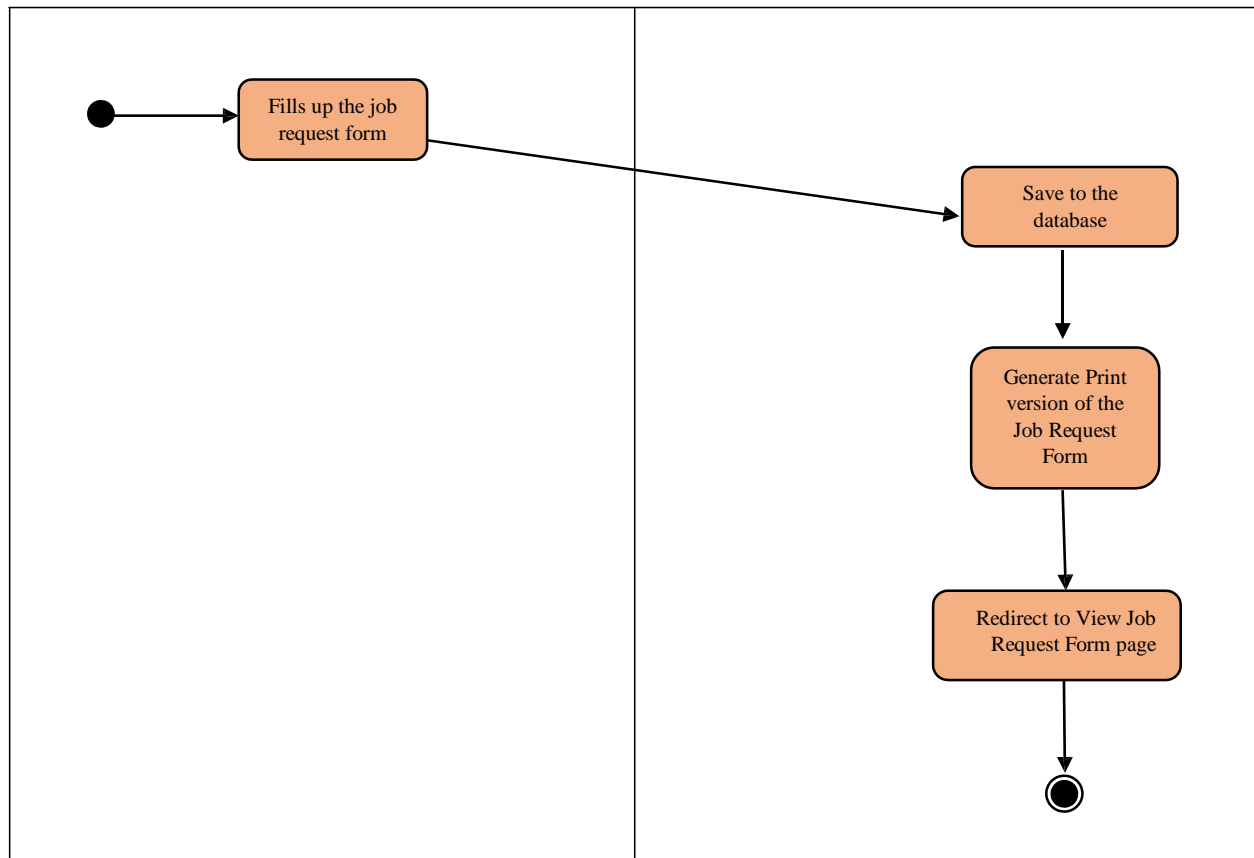 Fills up the job
request form
Save to the
database
Generate Print
version of the
Job Request
Form
Redirect to View Job
Request Form page